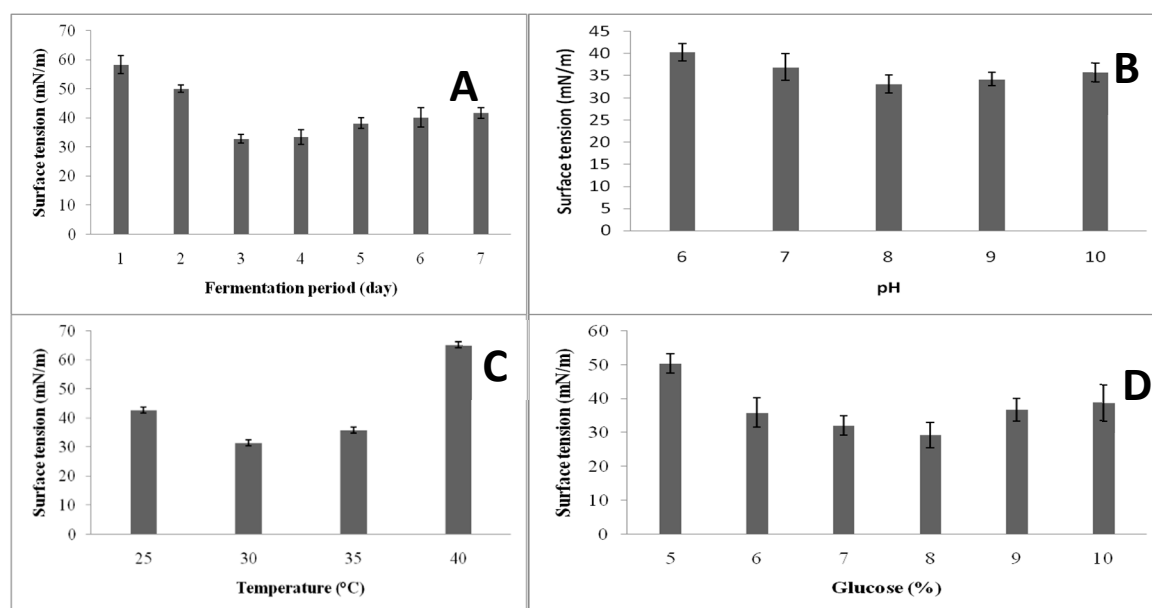 A
Surface tension (mN/m)
70
60
50
40
30
20
10
0
1 2 3 4 5 6 7
Fermentation period (day)
B
Surface tension (mN/m)
45
40
35
30
25
20
15
10
5
0
6 7 8 9 10
pH
C
Surface tension (mN/m)
70
60
50
40
30
20
10
0
25 30 35 40
Temperature (°C)
D
Surface tension (mN/m)
60
50
40
30
20
10
0
5 6 7 8 9 10
Glucose (%)